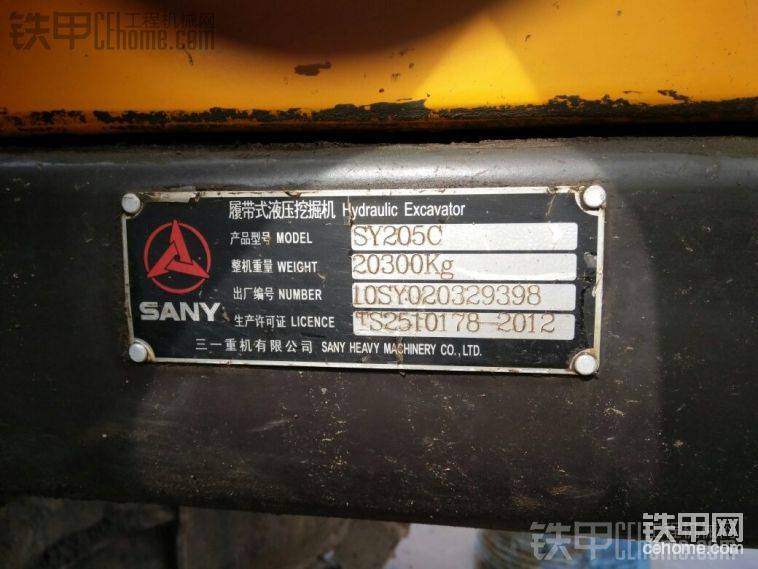 铁甲 工程机械网
CEhome.com
履带式液压挖掘机 Hydraulic Excavator
产品型号 MODEL SY205C
整机重量 WEIGHT 20300Kg
出厂编号 NUMBER 10SY020329398
生产许可证 LICENCE TS2510178-2012
SANY
三一重机有限公司 SANY HEAVY MACHINERY CO.,LTD.
铁甲网
cehome.com